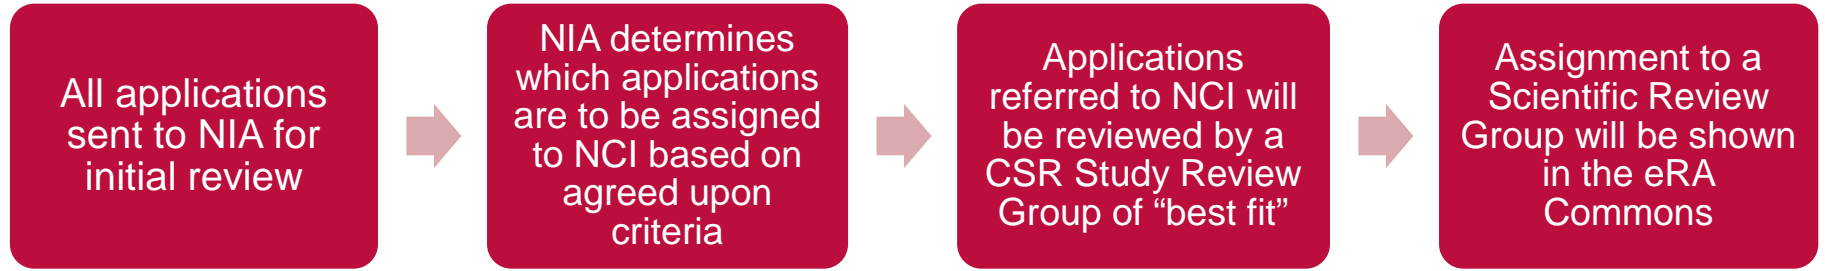 All applications
sent to NIA for
initial review
NIA determines
which applications
are to be assigned
to NCI based on
agreed upon
criteria
Applications
referred to NCI will
be reviewed by a
CSR Study Review
Group of “best fit”
Assignment to a
Scientific Review
Group will be shown
in the eRA
Commons